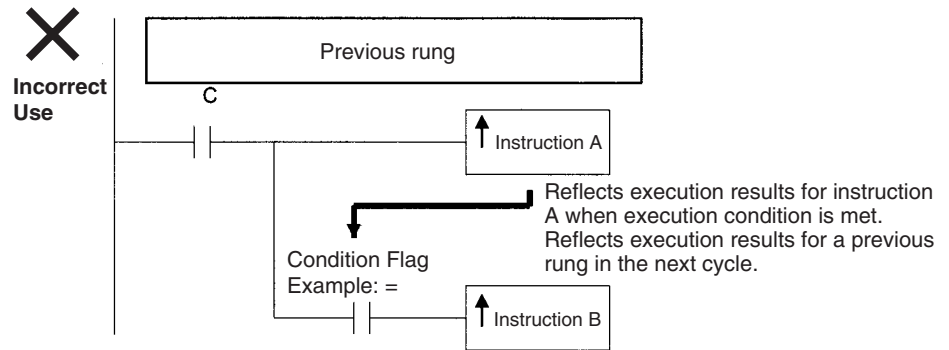 Previous rung
Incorrect
Use
C
Instruction A
Reflects execution results for instruction
A when execution condition is met.
Reflects execution results for a previous
rung in the next cycle.
Condition Flag
Example: =
Instruction B